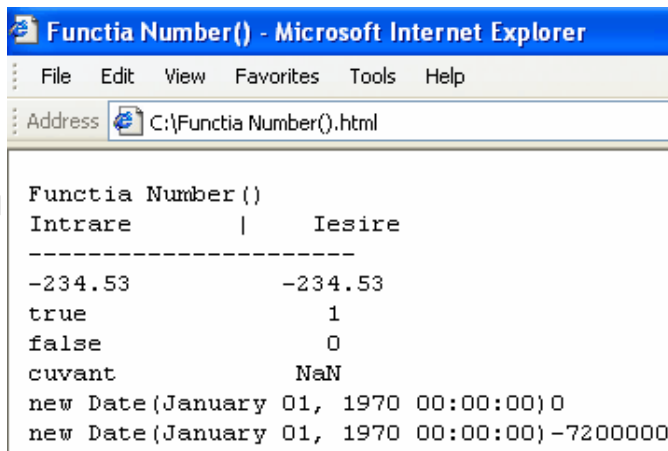 Functia Number() - Microsoft Internet Explorer
File Edit View Favorites Tools Help
Address C:\Functia Number().html
Functia Number()
Intrare | Iesire
----------------------
-234.53 -234.53
true 1
false 0
cuvant NaN
new Date(January 01, 1970 00:00:00)0
new Date(January 01, 1970 00:00:00)-7200000